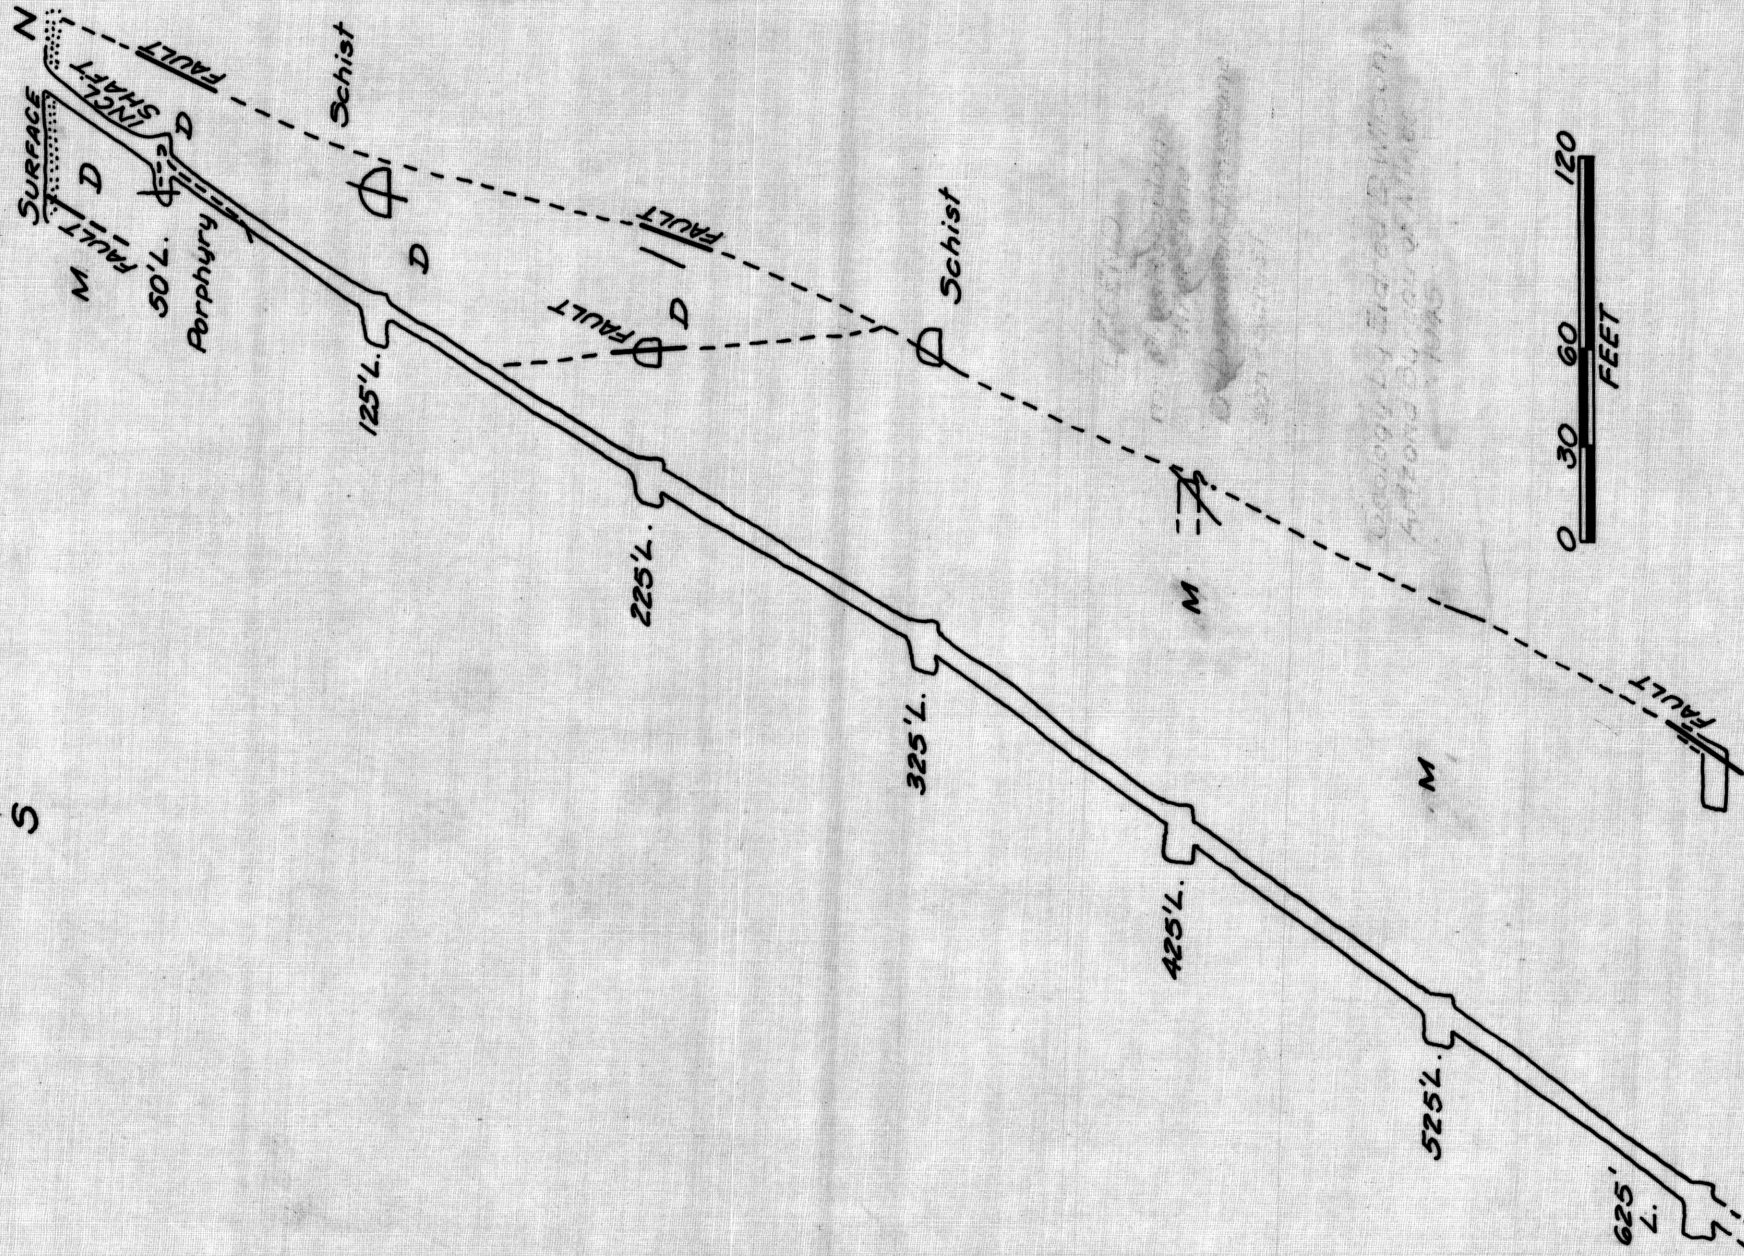 S
N
SURFACE
INCL.
SHAFT
FAULT
D
D
M
FAULT
50'L.
Porphyry
Schist
125'L.
D
FAULT
FAULT
D
225'L.
Schist
325'L.
M
425'L.
M
525'L.
FAULT
625'
L.
0 30 60 120
FEET